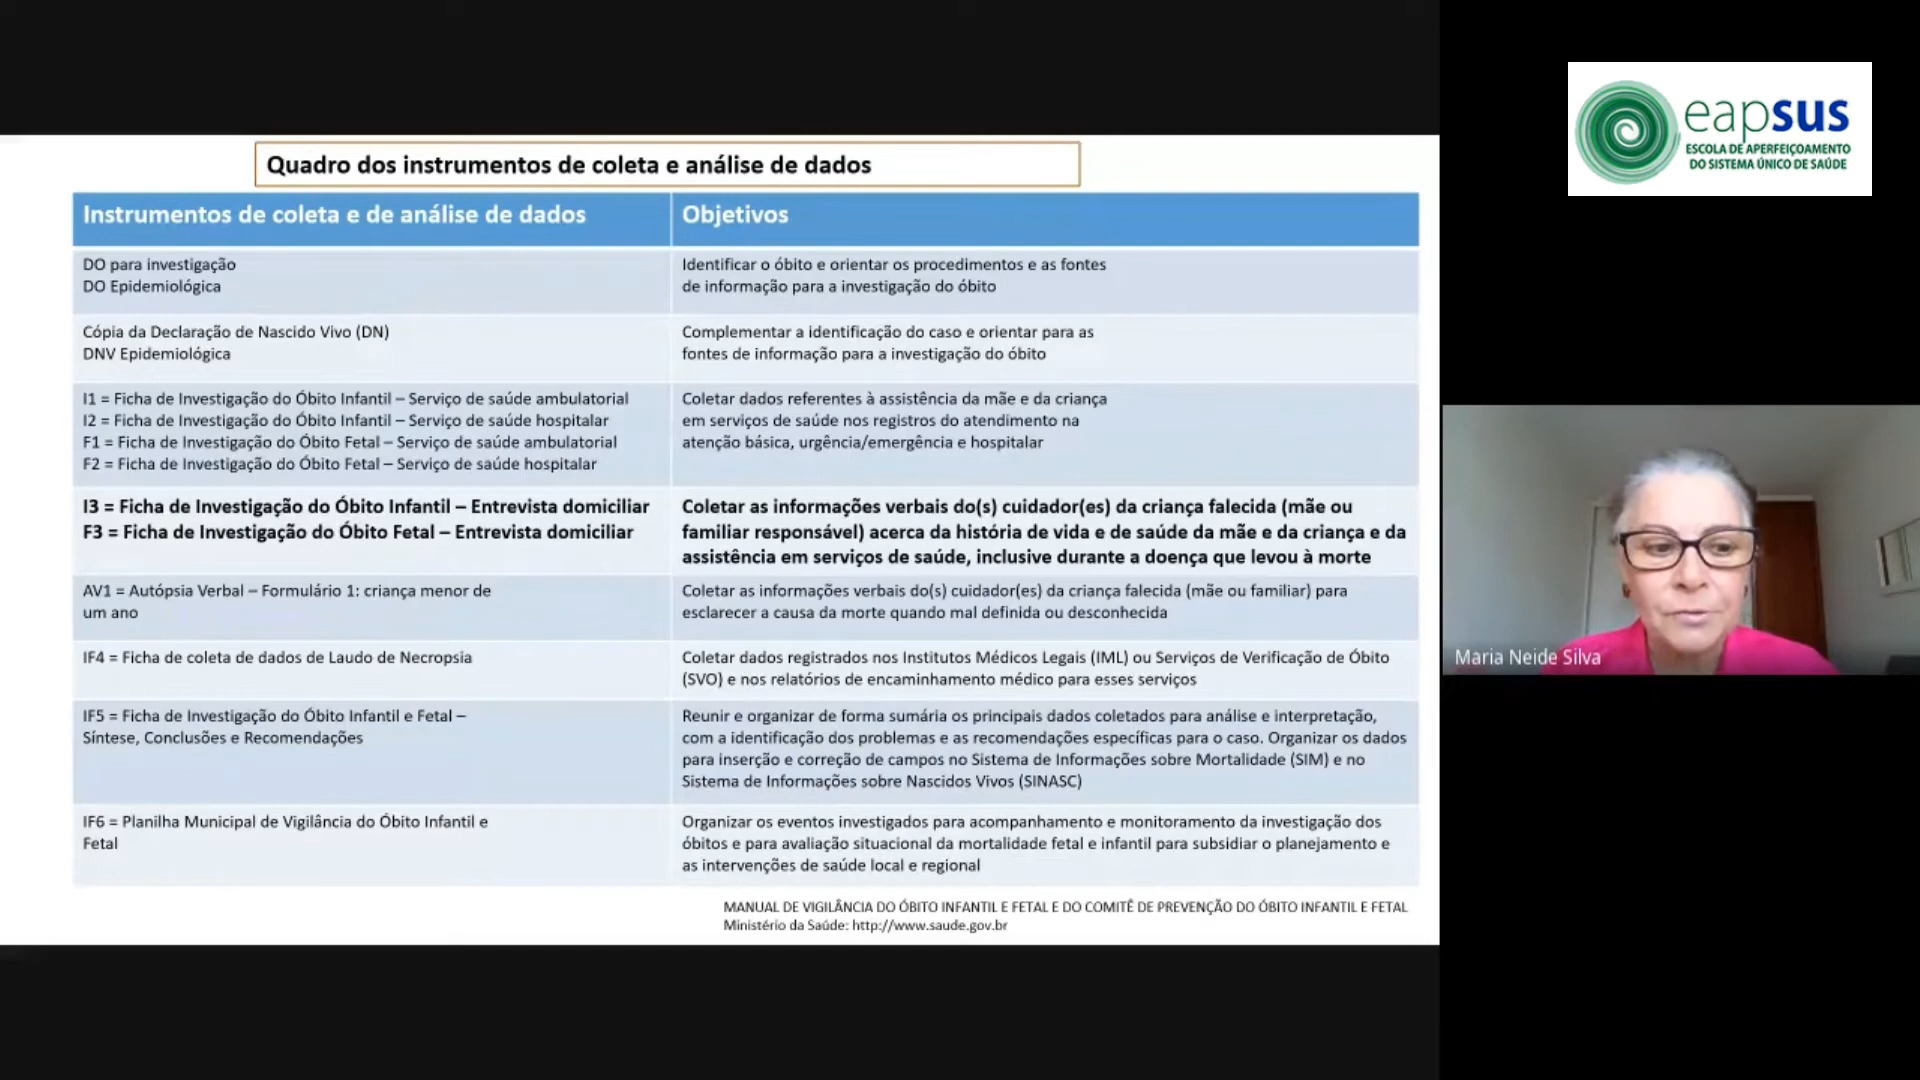 Quadro dos instrumentos de coleta e análise de dados
Instrumentos de coleta e de análise de dados
Objetivos
DO para investigação
DO Epidemiológica
Identificar o óbito e orientar os procedimentos e as fontes
de informação para a investigação do óbito
Cópia da Declaração de Nascido Vivo (DN)
DNV Epidemiológica
Complementar a identificação do caso e orientar para as
fontes de informação para a investigação do óbito
I1 = Ficha de Investigação do Óbito Infantil – Serviço de saúde ambulatorial
I2 = Ficha de Investigação do Óbito Infantil – Serviço de saúde hospitalar
F1 = Ficha de Investigação do Óbito Fetal – Serviço de saúde ambulatorial
F2 = Ficha de Investigação do Óbito Fetal – Serviço de saúde hospitalar
Coletar dados referentes à assistência da mãe e da criança
em serviços de saúde nos registros do atendimento na
atenção básica, urgência/emergência e hospitalar
I3 = Ficha de Investigação do Óbito Infantil – Entrevista domiciliar
F3 = Ficha de Investigação do Óbito Fetal – Entrevista domiciliar
Coletar as informações verbais do(s) cuidador(es) da criança falecida (mãe ou
familiar responsável) acerca da história de vida e de saúde da mãe e da criança e da
assistência em serviços de saúde, inclusive durante a doença que levou à morte
AV1 = Autópsia Verbal – Formulário 1: criança menor de
um ano
Coletar as informações verbais do(s) cuidador(es) da criança falecida (mãe ou familiar) para
esclarecer a causa da morte quando mal definida ou desconhecida
IF4 = Ficha de coleta de dados de Laudo de Necropsia
Coletar dados registrados nos Institutos Médicos Legais (IML) ou Serviços de Verificação de Óbito
(SVO) e nos relatórios de encaminhamento médico para esses serviços
IF5 = Ficha de Investigação do Óbito Infantil e Fetal –
Síntese, Conclusões e Recomendações
Reunir e organizar de forma sumária os principais dados coletados para análise e interpretação,
com a identificação dos problemas e as recomendações específicas para o caso. Organizar os dados
para inserção e correção de campos no Sistema de Informações sobre Mortalidade (SIM) e no
Sistema de Informações sobre Nascidos Vivos (SINASC)
IF6 = Planilha Municipal de Vigilância do Óbito Infantil e
Fetal
Organizar os eventos investigados para acompanhamento e monitoramento da investigação dos
óbitos e para avaliação situacional da mortalidade fetal e infantil para subsidiar o planejamento e
as intervenções de saúde local e regional
MANUAL DE VIGILÂNCIA DO ÓBITO INFANTIL E FETAL E DO COMITÊ DE PREVENÇÃO DO ÓBITO INFANTIL E FETAL
Ministério da Saúde: http://www.saude.gov.br
eapsus
ESCOLA DE APERFEIÇOAMENTO
DO SISTEMA ÚNICO DE SAÚDE
Maria Neide Silva